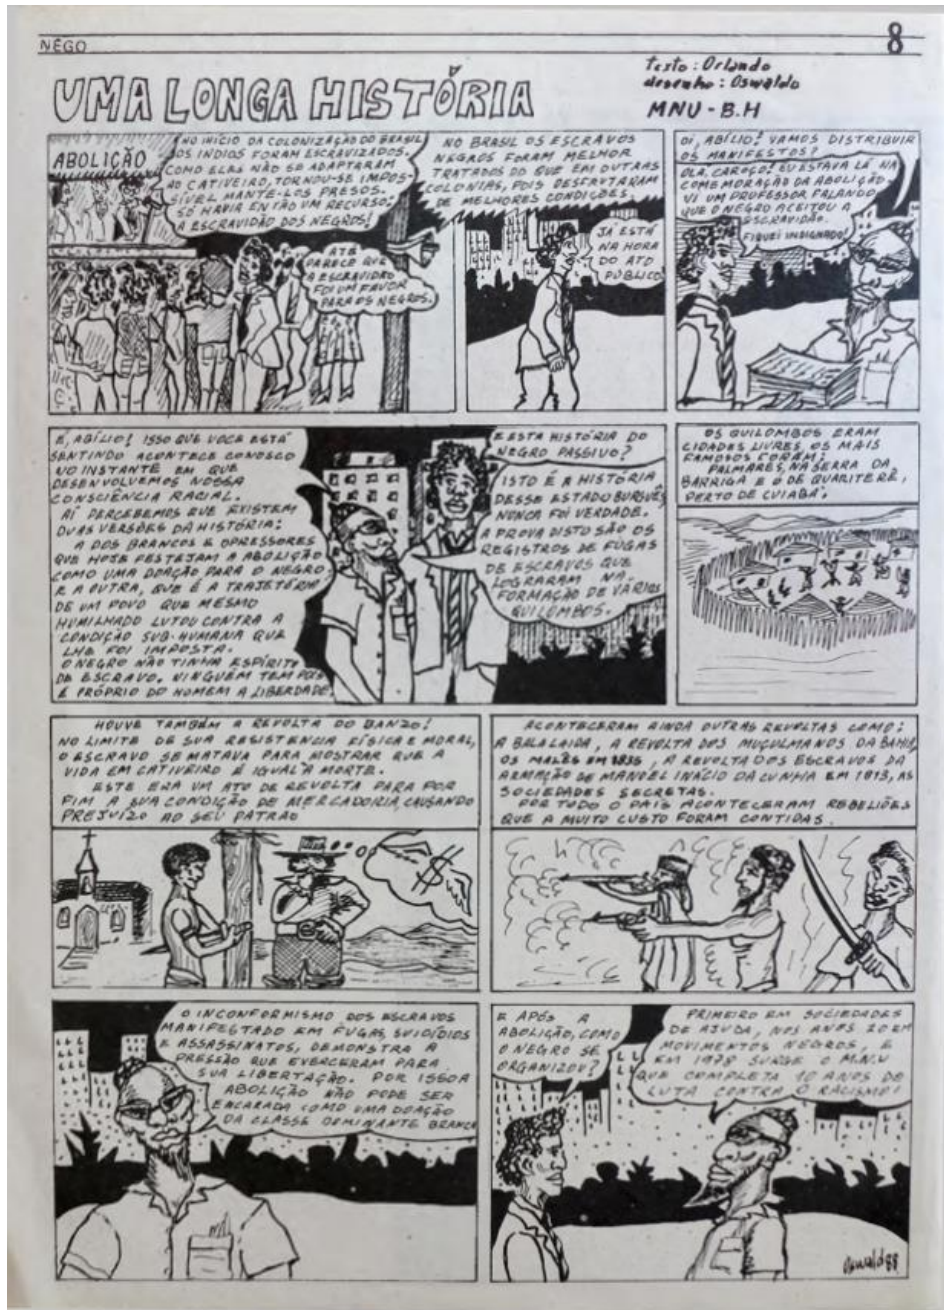 NÊGO
8
UMA LONGA HISTÓRIA
texto: Orlando
desenho: Oswaldo
MNU - B.H
ABOLIÇÃO
NO INÍCIO DA COLONIZAÇÃO DO BRASIL
OS INDIOS FORAM ESCRAVIZADOS.
COMO ELES NÃO SE ADAPTARAM
AO CATIVEIRO, TORNOU-SE IMPOS-
SÍVEL MANTE-LOS PRESOS.
SÓ HAVIA ENTÃO UM RECURSO:
A ESCRAVIDÃO DOS NEGROS!
ATÉ
PARECE QUE
A ESCRAVIDÃO
FOI UM FAVOR
PARA OS NEGROS.
NO BRASIL OS ESCRAVOS
NEGROS FORAM MELHOR
TRATADOS DO QUE EM OUTRAS
COLONIAS, POIS DESFRUTARAM
DE MELHORES CONDIÇÕES.
JÁ ESTÁ
NA HORA
DO ATO
PÚBLICO
OI, ABÍLIO! VAMOS DISTRIBUIR
OS MANIFESTOS?
OLA, CAROÇO! EU ESTAVA LÁ NA
COMEMORAÇÃO DA ABOLIÇÃO
VI UM PROFESSOR FALANDO
QUE O NEGRO ACEITOU A
ESCRAVIDÃO.
FIQUEI INDIGNADO!
É, ABÍLIO! ISSO QUE VOCE ESTÁ
SENTINDO ACONTECE CONOSCO
NO INSTANTE EM QUE
DESENVOLVEMOS NOSSA
CONSCIÊNCIA RACIAL.
AÍ PERCEBEMOS QUE EXISTEM
DUAS VERSÕES DA HISTÓRIA:
A DOS BRANCOS E OPRESSORES
QUE HOJE FESTEJAM A ABOLIÇÃO
COMO UMA DOAÇÃO PARA O NEGRO
E A OUTRA, QUE É A TRAJETÓRIA
DE UM POVO QUE MESMO
HUMILHADO LUTOU CONTRA A
CONDIÇÃO SUB-HUMANA QUE
LHE FOI IMPOSTA.
O NEGRO NÃO TINHA ESPÍRITO
DE ESCRAVO. NINGUÉM TEM POIS
É PRÓPRIO DO HOMEM A LIBERDADE.
E ESTA HISTÓRIA DO
NEGRO PASSIVO?
ISTO É A HISTÓRIA
DESSE ESTADO BURGUÊS
NUNCA FOI VERDADE.
A PROVA DISTO SÃO OS
REGISTROS DE FUGAS
DE ESCRAVOS QUE
LOGRARAM NA
FORMAÇÃO DE VÁRIOS
QUILOMBOS.
OS QUILOMBOS ERAM
CIDADES LIVRES. OS MAIS
FAMOSOS FORAM:
PALMARES, NA SERRA DA
BARRIGA E O DE QUARITERÊ,
PERTO DE CUIABÁ.
HOUVE TAMBÉM A REVOLTA DO BANZO!
NO LIMITE DE SUA RESISTENCIA FÍSICA E MORAL,
O ESCRAVO SE MATAVA PARA MOSTRAR QUE A
VIDA EM CATIVEIRO É IGUAL A MORTE.
ESTE ERA UM ATO DE REVOLTA PARA POR
FIM A SUA CONDIÇÃO DE MERCADORIA, CAUSANDO
PREJUÍZO AO SEU PATRÃO
$
ACONTECERAM AINDA OUTRAS REVOLTAS COMO:
A BALAIADA, A REVOLTA DOS MUÇULMANOS DA BAHIA,
OS MALÊS EM 1835, A REVOLTA DOS ESCRAVOS DA
ARMAÇÃO DE MANOEL INÁCIO DA CUNHA EM 1813, AS
SOCIEDADES SECRETAS.
POR TODO O PAÍS ACONTECERAM REBELIÕES
QUE A MUITO CUSTO FORAM CONTIDAS.
O INCONFORMISMO DOS ESCRAVOS
MANIFESTADO EM FUGAS, SUICÍDIOS
E ASSASSINATOS, DEMONSTRA A
PRESSÃO QUE EXERCERAM PARA
SUA LIBERTAÇÃO. POR ISSO A
ABOLIÇÃO NÃO PODE SER
ENCARADA COMO UMA DOAÇÃO
DA CLASSE DOMINANTE BRANCA
E APÓS A
ABOLIÇÃO, COMO
O NEGRO SE
ORGANIZOU?
PRIMEIRO EM SOCIEDADES
DE AJUDA, NOS ANOS 20 EM
MOVIMENTOS NEGROS, E
EM 1978 SURGE O M.N.U
QUE COMPLETA 10 ANOS DE
LUTA CONTRA O RACISMO!
Oswald 88